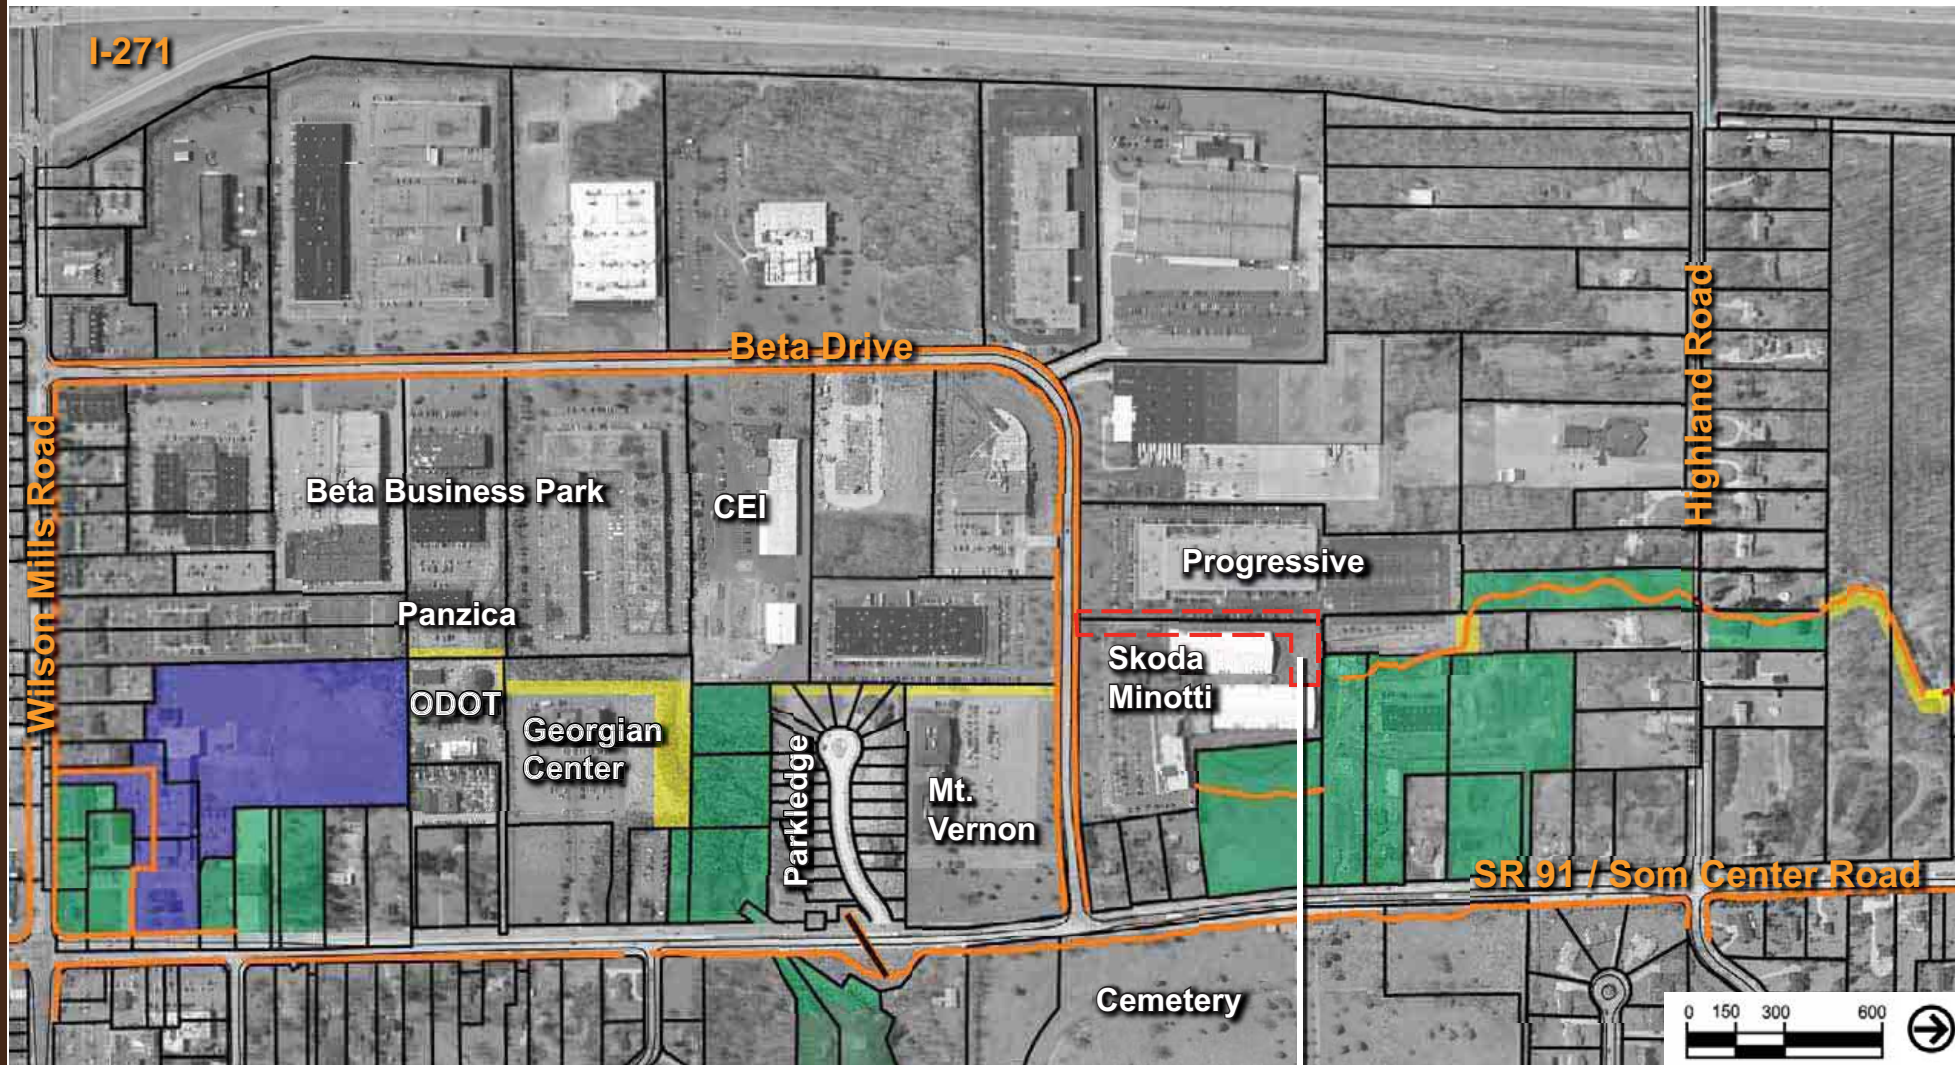 I-271
Beta Drive
Highland Road
Wilson Mills Road
Beta Business Park
CEI
Progressive
Panzica
Skoda
Minotti
ODOT
Georgian
Center
Parkledge
Mt.
Vernon
SR 91 / Som Center Road
Cemetery
0 150 300 600